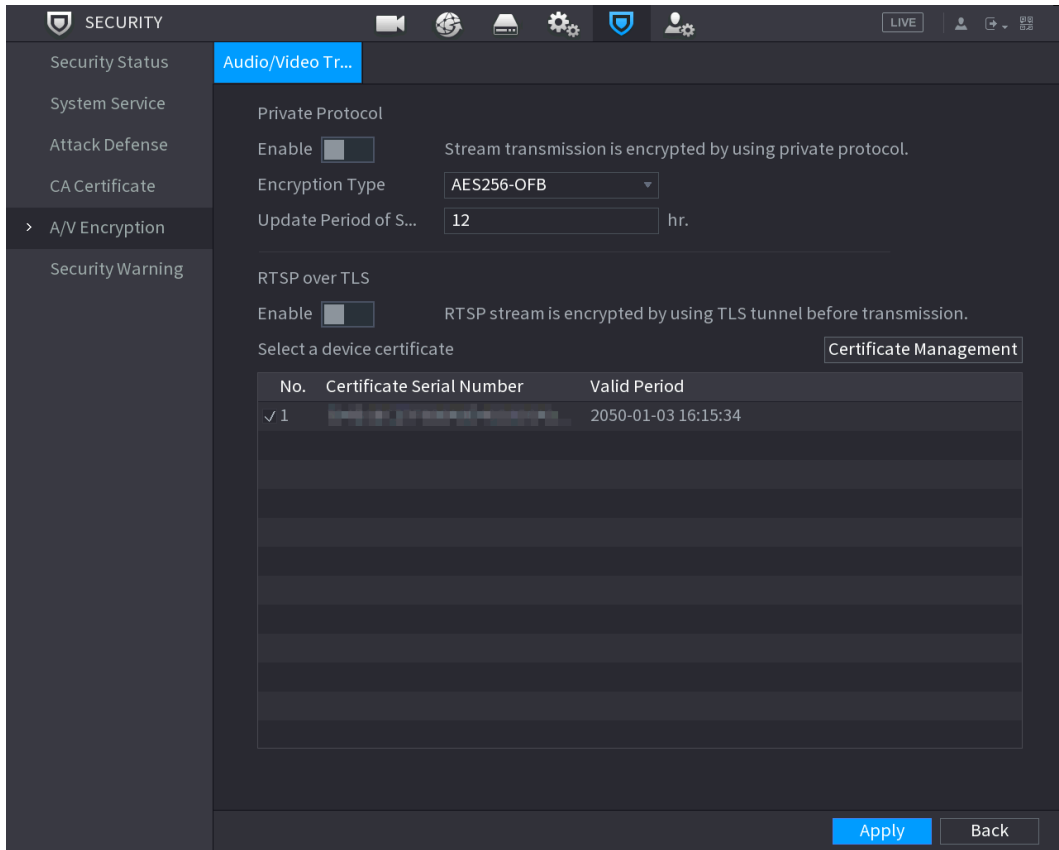 SECURITY LIVE
Security Status
System Service
Attack Defense
CA Certificate
A/V Encryption
Security Warning
Audio/Video Tr...
Private Protocol
Enable Stream transmission is encrypted by using private protocol.
Encryption Type AES256-OFB
Update Period of S... 12 hr.
RTSP over TLS
Enable RTSP stream is encrypted by using TLS tunnel before transmission.
Select a device certificate Certificate Management
No. Certificate Serial Number Valid Period
1 2050-01-03 16:15:34
Apply Back